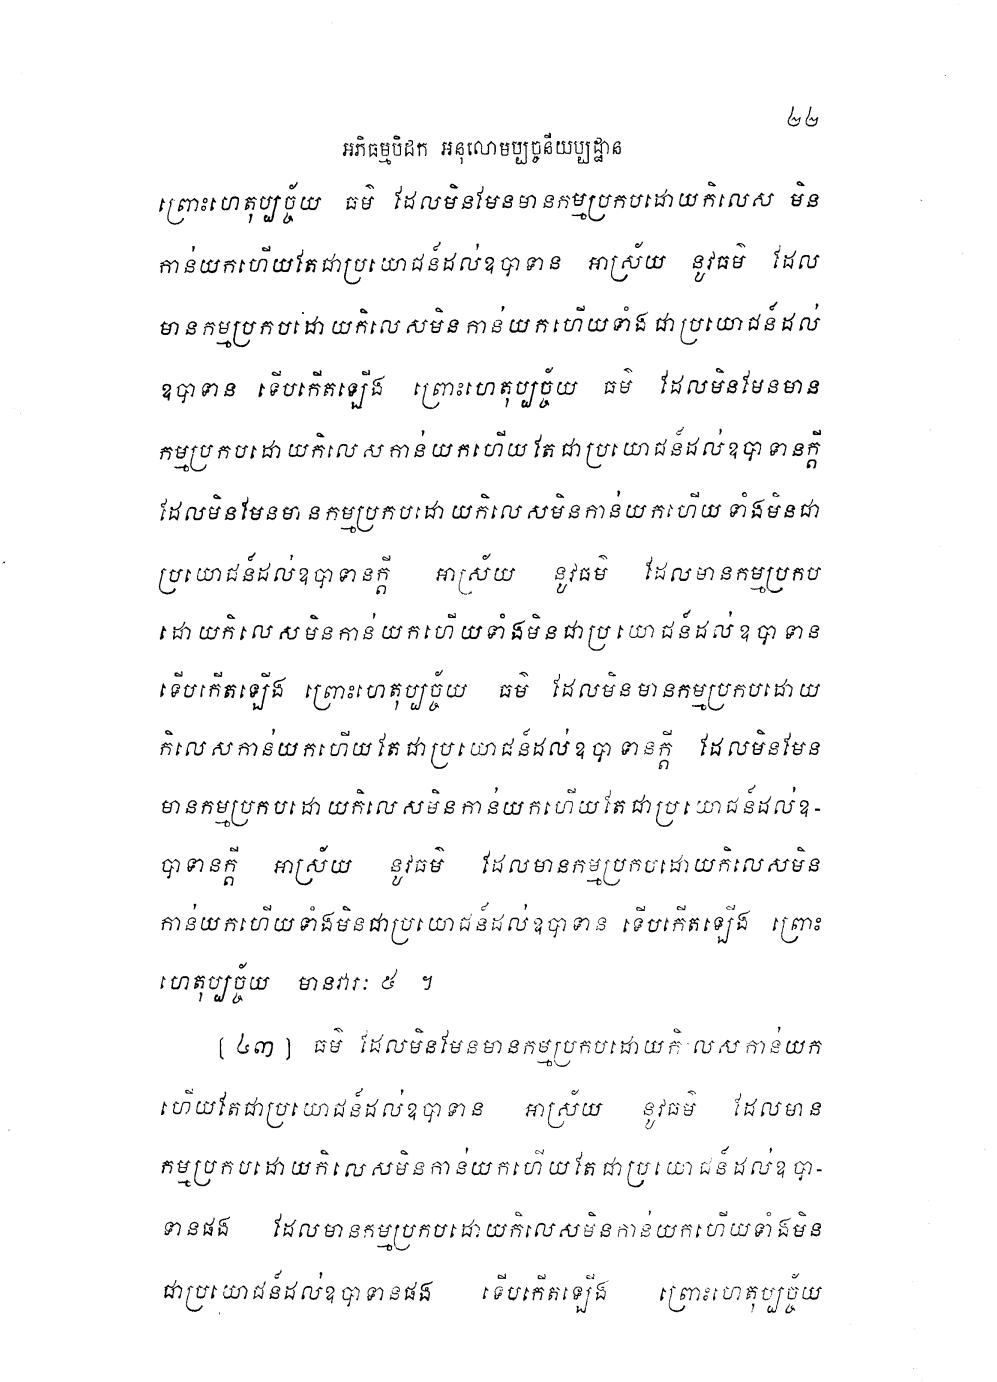 ៤៤
អភិធម្មបិដក អនុលោមប្បច្ចនីយប្បដ្ឋាន
ព្រោះហេតុប្បច្ច័យ ធម៌ ដែលមិនមែនមានកម្មប្រកបដោយកិលេស មិន
កាន់យកហើយតែជាប្រយោជន៍ដល់ឧបាទាន អាស្រ័យ នូវធម៌ ដែល
មានកម្មប្រកបដោយកិលេសមិនកាន់យកហើយទាំងជាប្រយោជន៍ដល់
ឧបាទាន ទើបកើតឡើង ព្រោះហេតុប្បច្ច័យ ធម៌ ដែលមិនមែនមាន
កម្មប្រកបដោយកិលេសកាន់យកហើយតែជាប្រយោជន៍ដល់ឧបាទានក្តី
ដែលមិនមែនមានកម្មប្រកបដោយកិលេសមិនកាន់យកហើយទាំងមិនជា
ប្រយោជន៍ដល់ឧបាទានក្តី អាស្រ័យ នូវធម៌ ដែលមានកម្មប្រកប
ដោយកិលេសមិនកាន់យកហើយទាំងមិនជាប្រយោជន៍ដល់ឧបាទាន
ទើបកើតឡើង ព្រោះហេតុប្បច្ច័យ ធម៌ ដែលមិនមានកម្មប្រកបដោយ
កិលេសកាន់យកហើយតែជាប្រយោជន៍ដល់ឧបាទានក្តី ដែលមិនមែន
មានកម្មប្រកបដោយកិលេសមិនកាន់យកហើយតែជាប្រយោជន៍ដល់ឧ-
បាទានក្តី អាស្រ័យ នូវធម៌ ដែលមានកម្មប្រកបដោយកិលេសមិន
កាន់យកហើយទាំងមិនជាប្រយោជន៍ដល់ឧបាទាន ទើបកើតឡើង ព្រោះ
ហេតុប្បច្ច័យ មានវារៈ ៥ ។
[៤៣] ធម៌ ដែលមិនមែនមានកម្មប្រកបដោយកិលេសកាន់យក
ហើយតែជាប្រយោជន៍ដល់ឧបាទាន អាស្រ័យ នូវធម៌ ដែលមាន
កម្មប្រកបដោយកិលេសមិនកាន់យកហើយតែជាប្រយោជន៍ដល់ឧបា-
ទានផង ដែលមានកម្មប្រកបដោយកិលេសមិនកាន់យកហើយទាំងមិន
ជាប្រយោជន៍ដល់ឧបាទានផង ទើបកើតឡើង ព្រោះហេតុប្បច្ច័យ